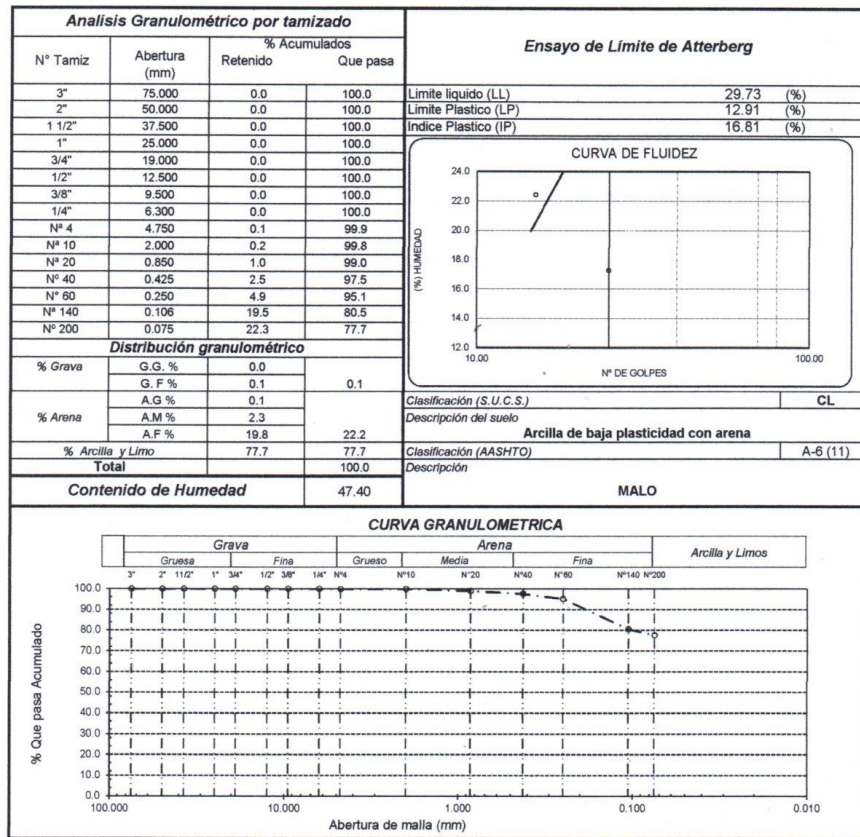 Analisis Granulométrico por tamizado
N° Tamiz Abertura (mm) % Acumulados
Retenido Que pasa
3" 75.000 0.0 100.0
2" 50.000 0.0 100.0
1 1/2" 37.500 0.0 100.0
1" 25.000 0.0 100.0
3/4" 19.000 0.0 100.0
1/2" 12.500 0.0 100.0
3/8" 9.500 0.0 100.0
1/4" 6.300 0.0 100.0
Nª 4 4.750 0.1 99.9
Nª 10 2.000 0.2 99.8
Nª 20 0.850 1.0 99.0
Nº 40 0.425 2.5 97.5
N° 60 0.250 4.9 95.1
Nª 140 0.106 19.5 80.5
Nº 200 0.075 22.3 77.7
Distribución granulométrico
% Grava G.G. % 0.0
G. F % 0.1 0.1
% Arena A.G % 0.1
A.M % 2.3
A.F % 19.8 22.2
% Arcilla y Limo 77.7 77.7
Total 100.0
Contenido de Humedad 47.40
Ensayo de Límite de Atterberg
Limite liquido (LL) 29.73 (%)
Limite Plastico (LP) 12.91 (%)
Indice Plastico (IP) 16.81 (%)
CURVA DE FLUIDEZ
(%) HUMEDAD
24.0
22.0
20.0
18.0
16.0
14.0
12.0
10.00 100.00
Nº DE GOLPES
Clasificación (S.U.C.S.) CL
Descripción del suelo
Arcilla de baja plasticidad con arena
Clasificación (AASHTO) A-6 (11)
Descripción
MALO
CURVA GRANULOMETRICA
Grava Arena Arcilla y Limos
Gruesa Fina Grueso Media Fina
3" 2" 11/2" 1" 3/4" 1/2" 3/8" 1/4" N°4 N°10 N°20 N°40 N°60 N°140 N°200
% Que pasa Acumulado
100.0
90.0
80.0
70.0
60.0
50.0
40.0
30.0
20.0
10.0
0.0
100.000 10.000 1.000 0.100 0.010
Abertura de malla (mm)